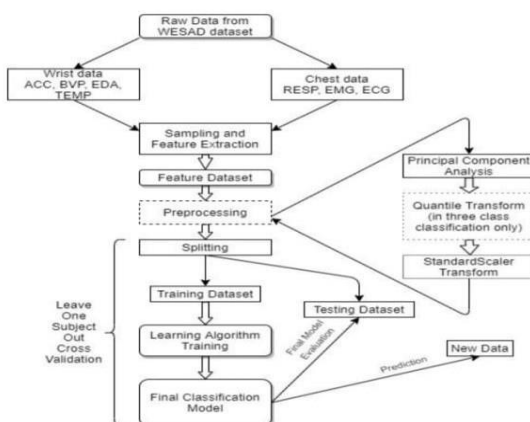 Raw Data from
WESAD dataset
Wrist data
ACC, BVP, EDA,
TEMP
Chest data
RESP, EMG, ECG
Sampling and
Feature Extraction
Feature Dataset
Preprocessing
Principal Component
Analysis
Quantile Transform
(in three class
classification only)
StandardScaler
Transform
Splitting
Training Dataset
Testing Dataset
Leave
One
Subject
Out
Cross
Validation
Learning Algorithm
Training
Final Model
Evaluation
New Data
Prediction
Final Classification
Model